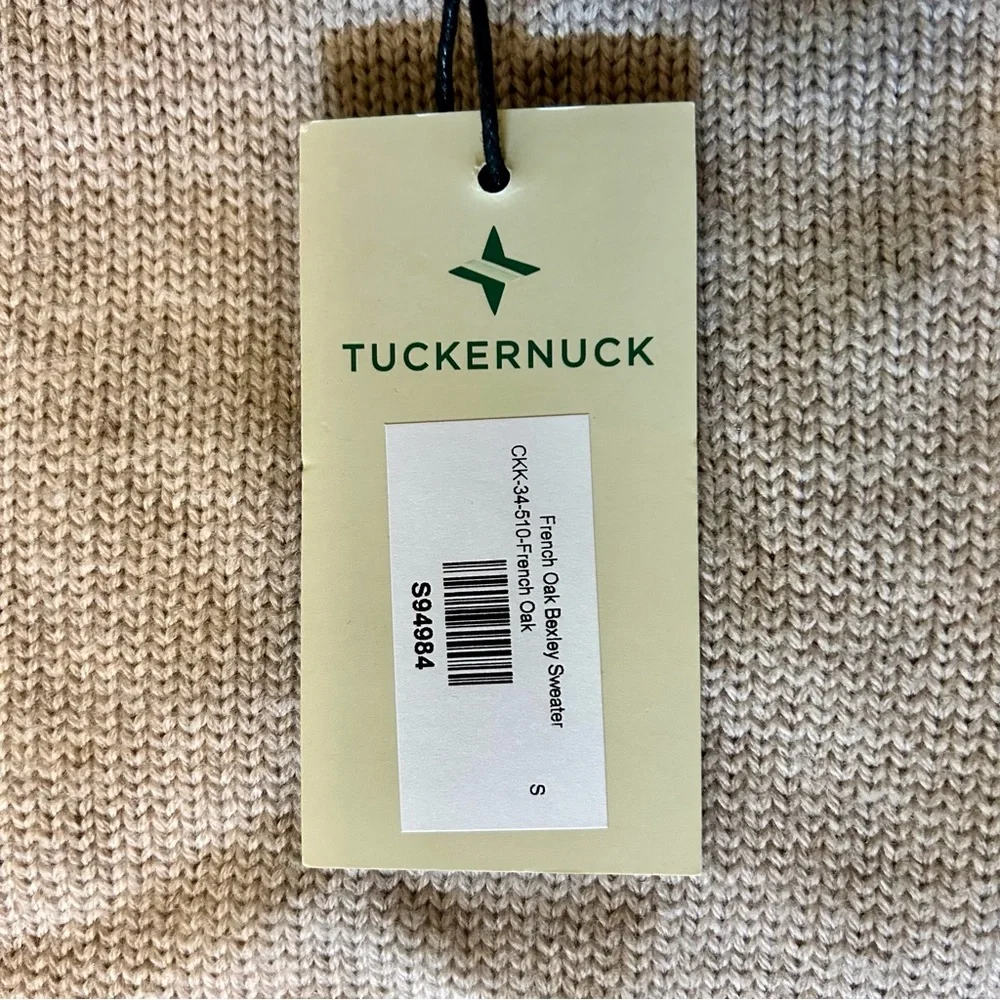 TUCKERNUCK
French Oak Bexley Sweater
CKK-34-510-French Oak
S
S94984